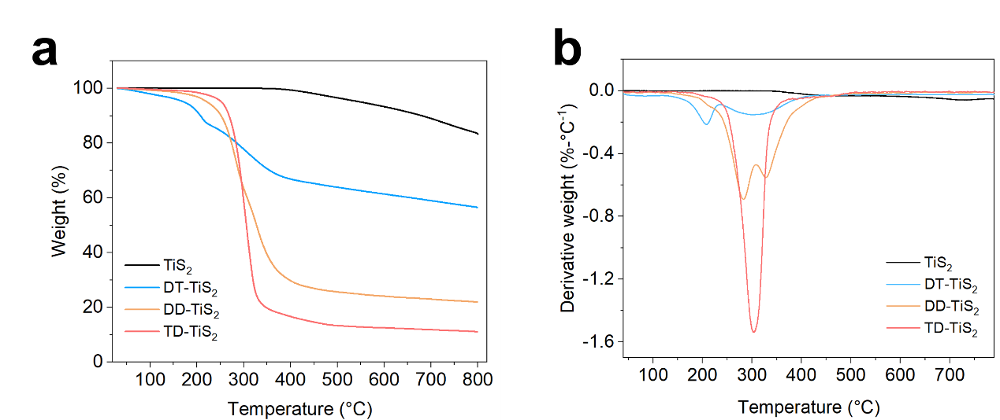 a
100
80
60
40
20
0
Weight (%)
TiS2
DT-TiS2
DD-TiS2
TD-TiS2
100 200 300 400 500 600 700 800
Temperature (°C)
b
0.0
-0.4
-0.8
-1.2
-1.6
Derivative weight (%-°C-1)
TiS2
DT-TiS2
DD-TiS2
TD-TiS2
100 200 300 400 500 600 700
Temperature (°C)